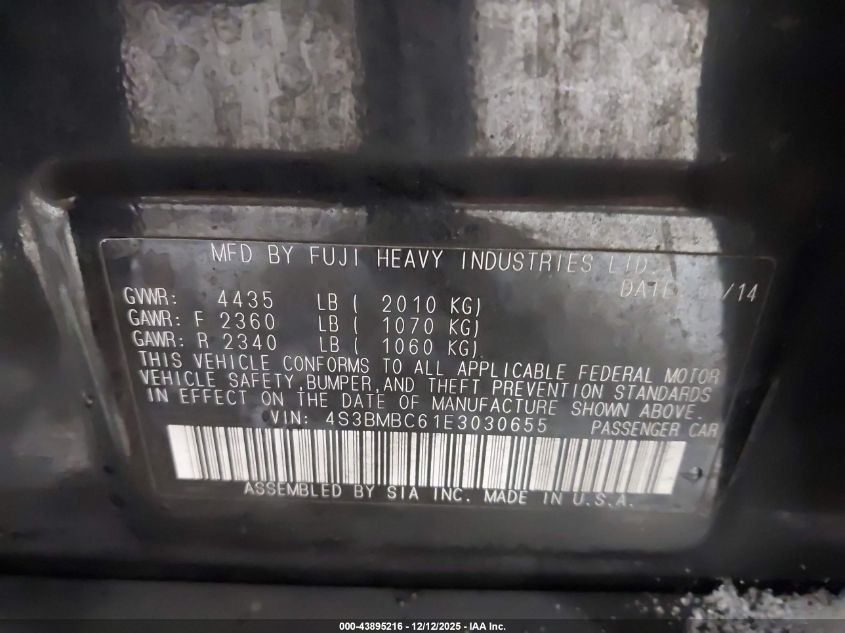 MFD BY FUJI HEAVY INDUSTRIES LTD.
DATE /14
GVWR: 4435 LB ( 2010 KG)
GAWR: F 2360 LB ( 1070 KG)
GAWR: R 2340 LB ( 1060 KG)
THIS VEHICLE CONFORMS TO ALL APPLICABLE FEDERAL MOTOR
VEHICLE SAFETY,BUMPER,AND THEFT PREVENTION STANDARDS
IN EFFECT ON THE DATE OF MANUFACTURE SHOWN ABOVE.
VIN: 4S3BMBC61E3030655 PASSENGER CAR
ASSEMBLED BY SIA INC. MADE IN U.S.A.
000-43895216 - 12/12/2025 - IAA Inc.